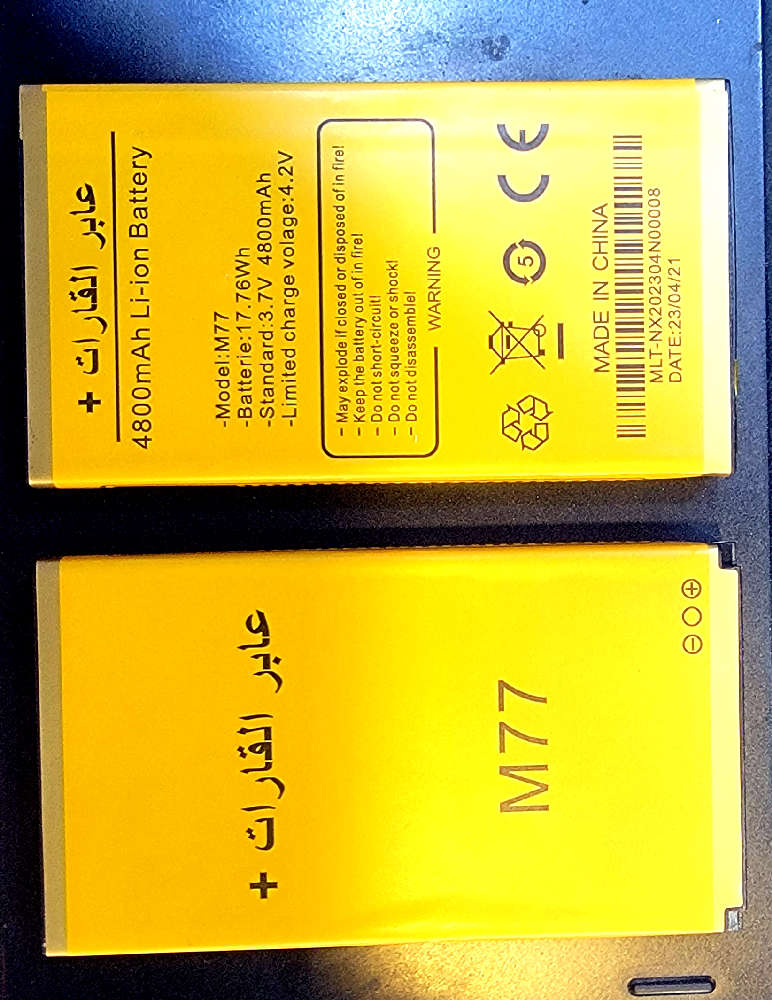 عابر القارات +
4800mAh Li-ion Battery
-Model:M77
-Batterie:17.76Wh
-Standard:3.7V 4800mAh
-Limited charge volage:4.2V
– May explode if closed or disposed of in fire!
– Keep the battery out of in fire!
– Do not short-circuit!
– Do not squeeze or shock!
– Do not disassemble!
WARNING
5
CE
MADE IN CHINA
MLT-NX202304N00008
DATE:23/04/21
عابر القارات +
M77